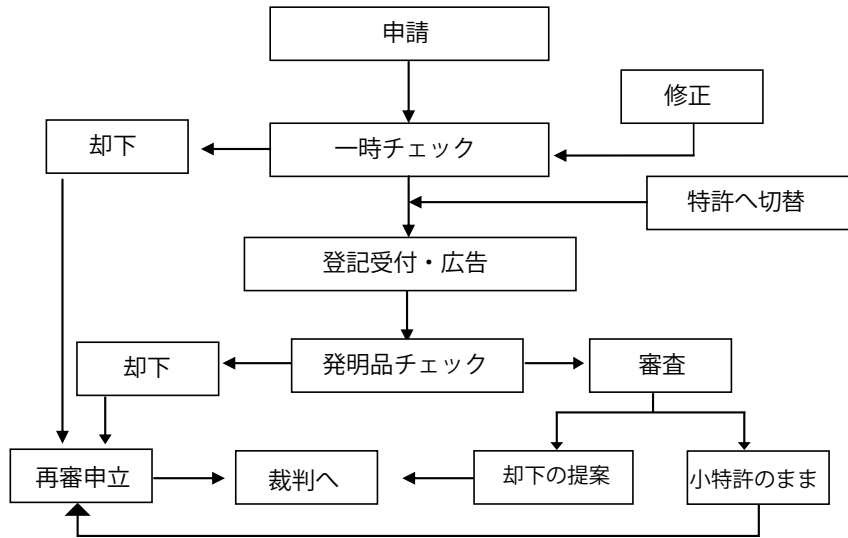 申請
修正
却下
一時チェック
特許へ切替
登記受付・広告
却下
発明品チェック
審査
再審申立
裁判へ
却下の提案
小特許のまま